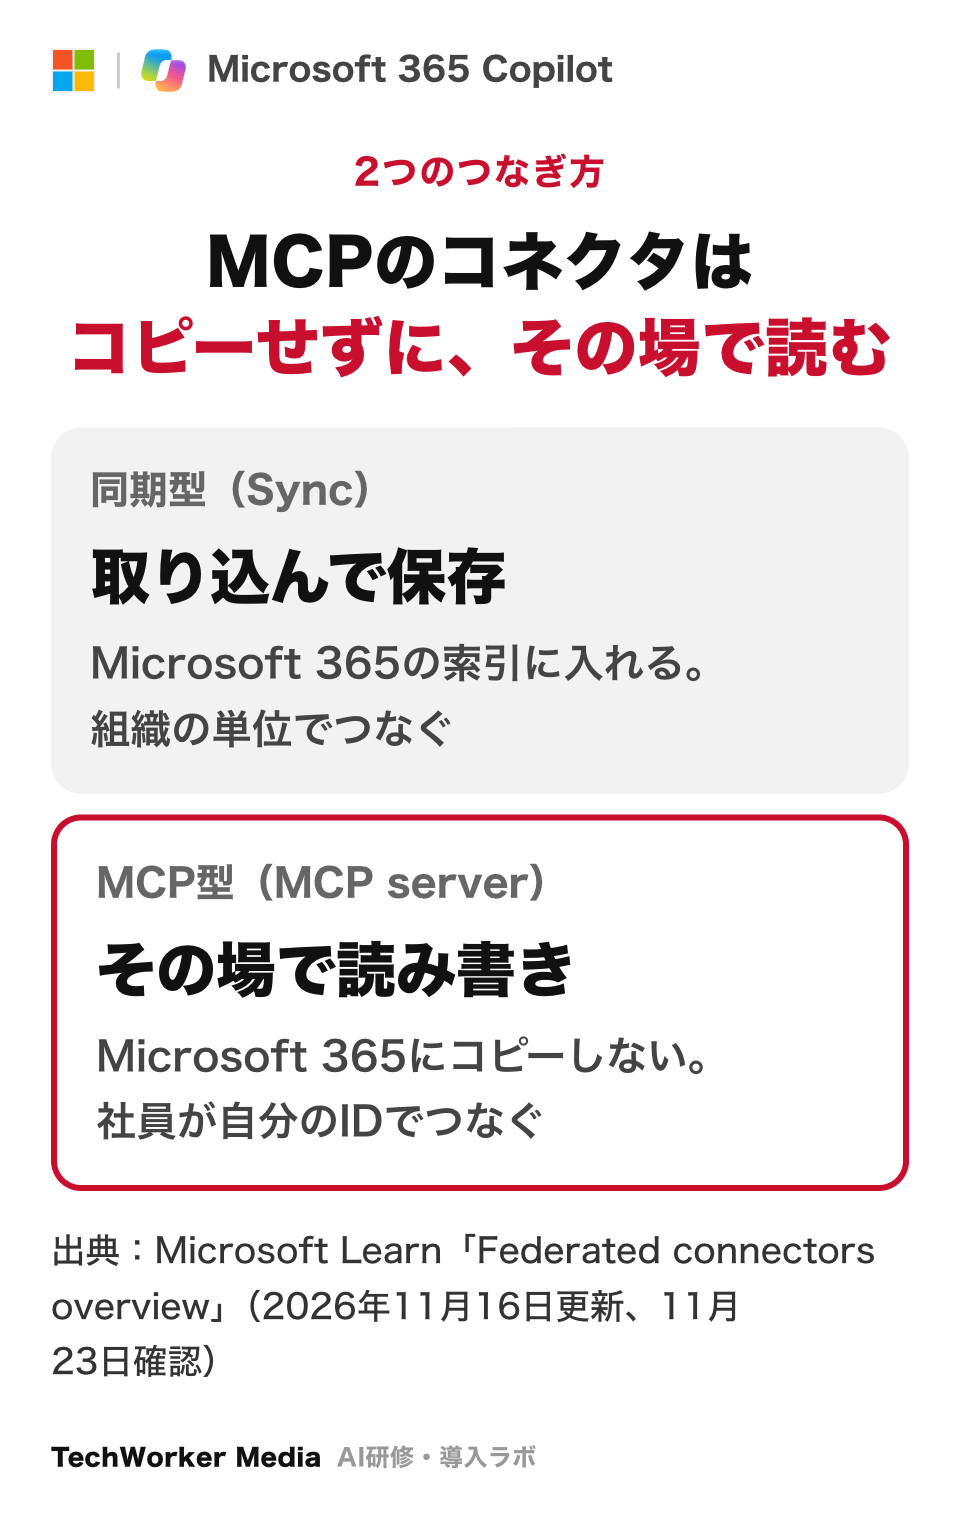 Microsoft 365 Copilot
2つのつなぎ方
MCPのコネクタは
コピーせずに、その場で読む
同期型（Sync）
取り込んで保存
Microsoft 365の索引に入れる。
組織の単位でつなぐ
MCP型（MCP server）
その場で読み書き
Microsoft 365にコピーしない。
社員が自分のIDでつなぐ
出典：Microsoft Learn「Federated connectors
overview」（2026年11月16日更新、11月
23日確認）
TechWorker Media AI研修・導入ラボ